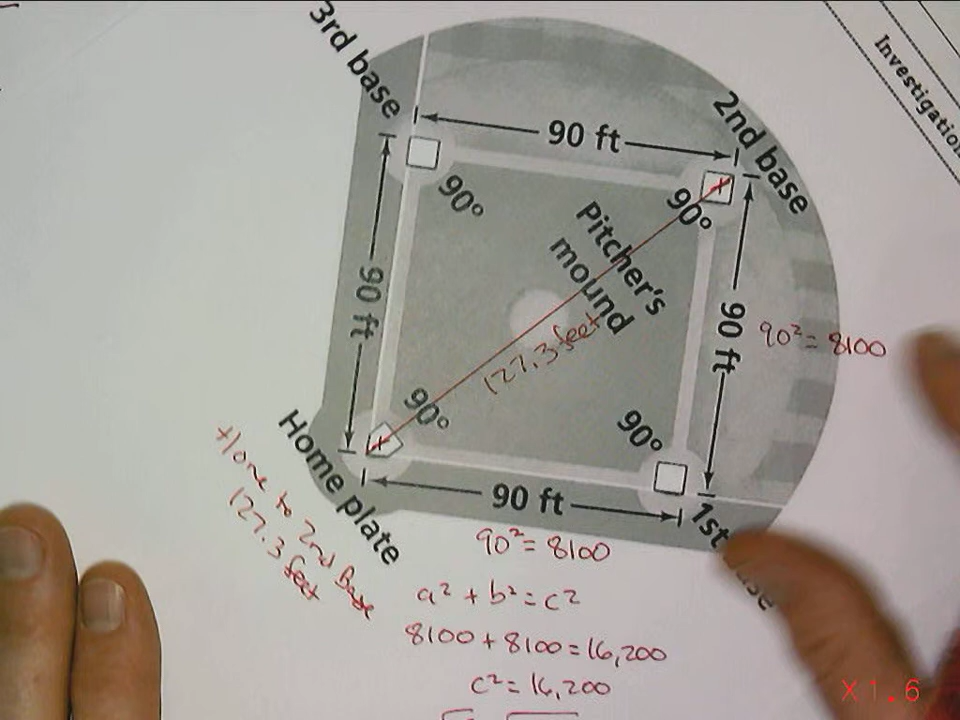 Investigation
3rd base
2nd base
90 ft
90°
90°
Pitcher's
mound
90 ft
90 ft
90² = 8100
127.3 feet
90°
90°
Home plate
90 ft
1st
Home to 2nd Base
127.3 feet
90² = 8100
a² + b² = c²
8100 + 8100 = 16,200
c² = 16,200
X1.6